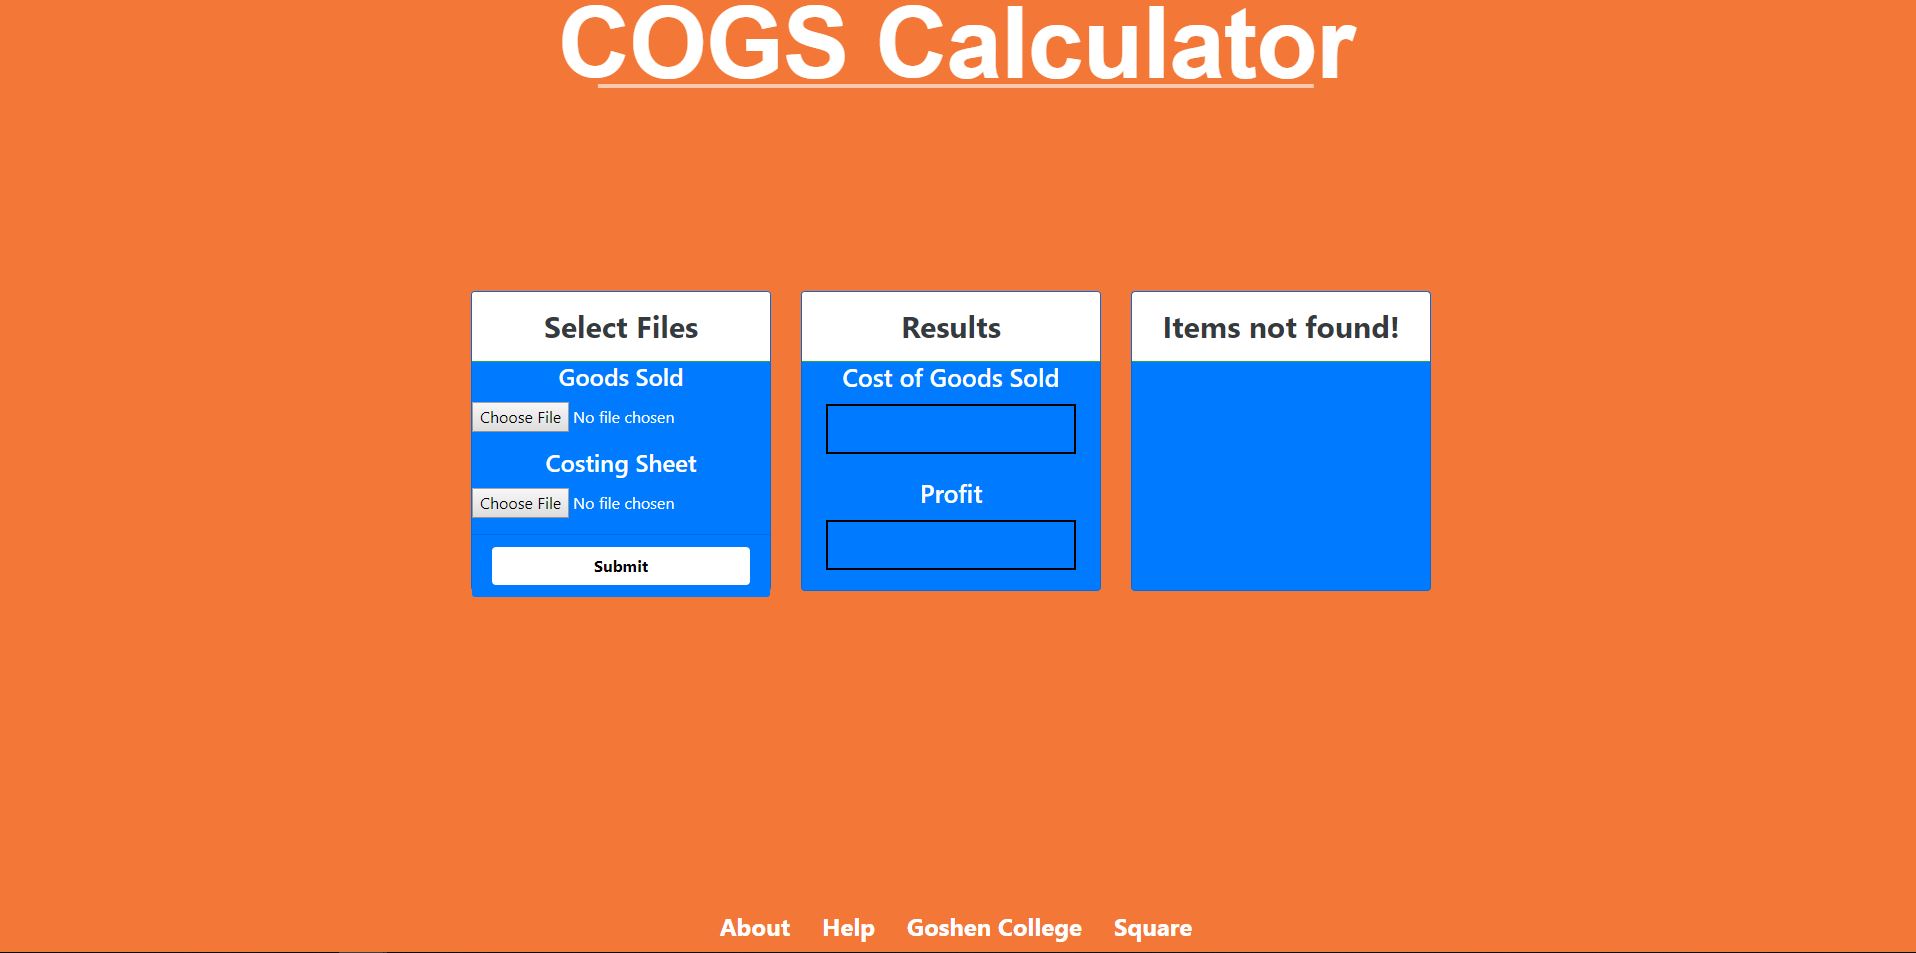 COGS Calculator
Select Files
Goods Sold
Choose File No file chosen
Costing Sheet
Choose File No file chosen
Submit
Results
Cost of Goods Sold
Profit
Items not found!
About Help Goshen College Square